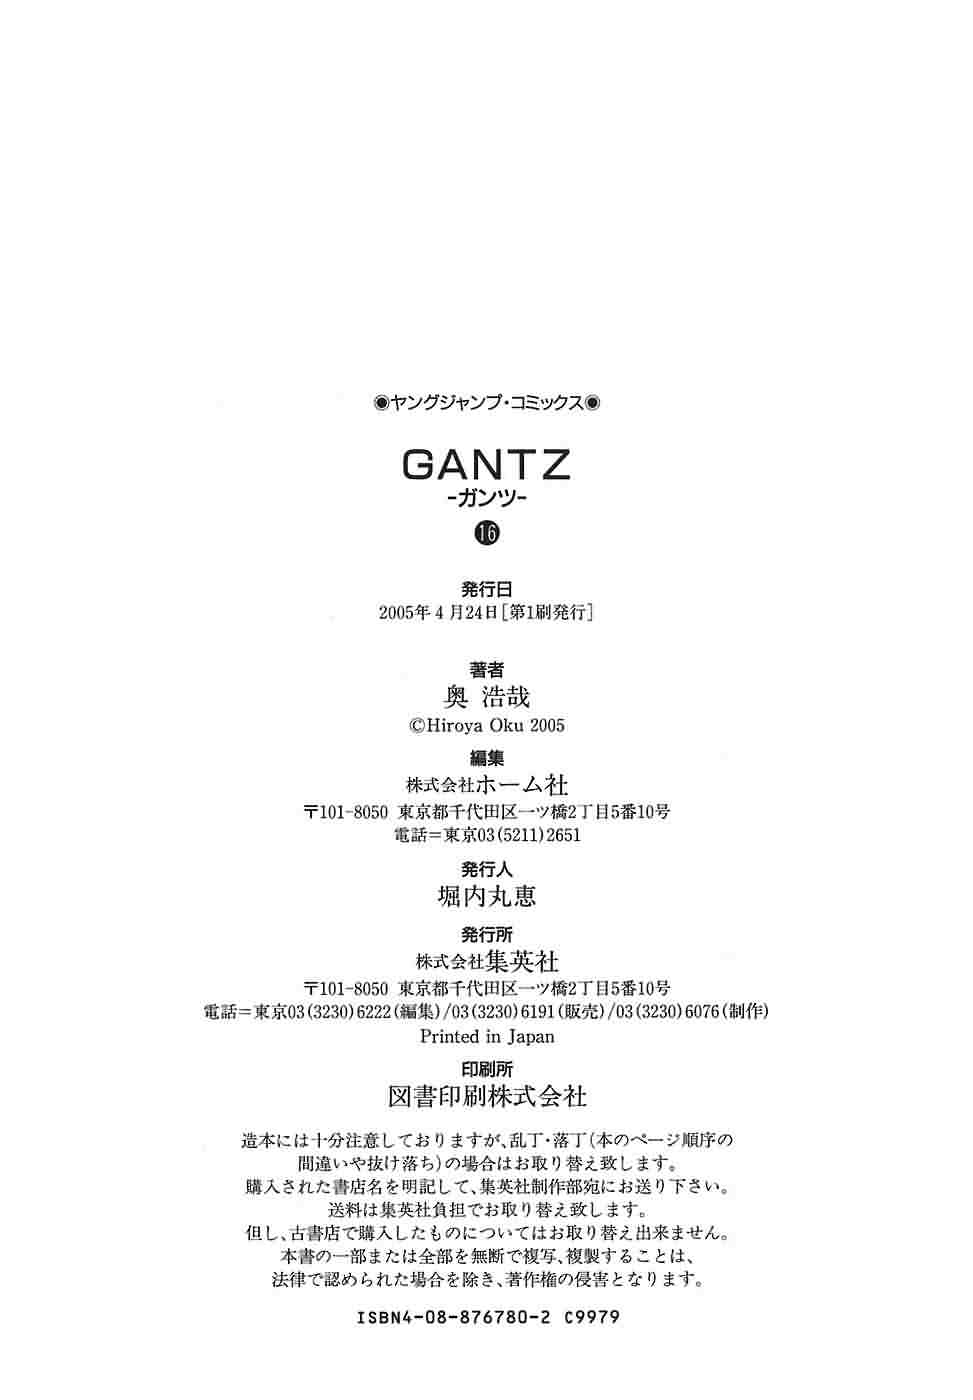 ◉ヤングジャンプ・コミックス◉
GANTZ
-ガンツ-
⓰
発行日
2005年4月24日[第1刷発行]
著者
奥 浩哉
©Hiroya Oku 2005
編集
株式会社ホーム社
〒101-8050 東京都千代田区一ツ橋2丁目5番10号
電話=東京03(5211)2651
発行人
堀内丸恵
発行所
株式会社集英社
〒101-8050 東京都千代田区一ツ橋2丁目5番10号
電話=東京03(3230)6222(編集)/03(3230)6191(販売)/03(3230)6076(制作)
Printed in Japan
印刷所
図書印刷株式会社
造本には十分注意しておりますが、乱丁・落丁(本のページ順序の
間違いや抜け落ち)の場合はお取り替え致します。
購入された書店名を明記して、集英社制作部宛にお送り下さい。
送料は集英社負担でお取り替え致します。
但し、古書店で購入したものについてはお取り替え出来ません。
本書の一部または全部を無断で複写、複製することは、
法律で認められた場合を除き、著作権の侵害となります。
ISBN4-08-876780-2 C9979